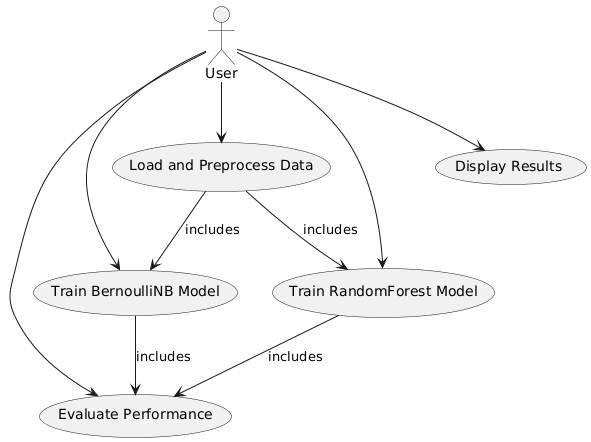 User
Load and Preprocess Data
Display Results
includes
includes
Train BernoulliNB Model
Train RandomForest Model
includes
includes
Evaluate Performance